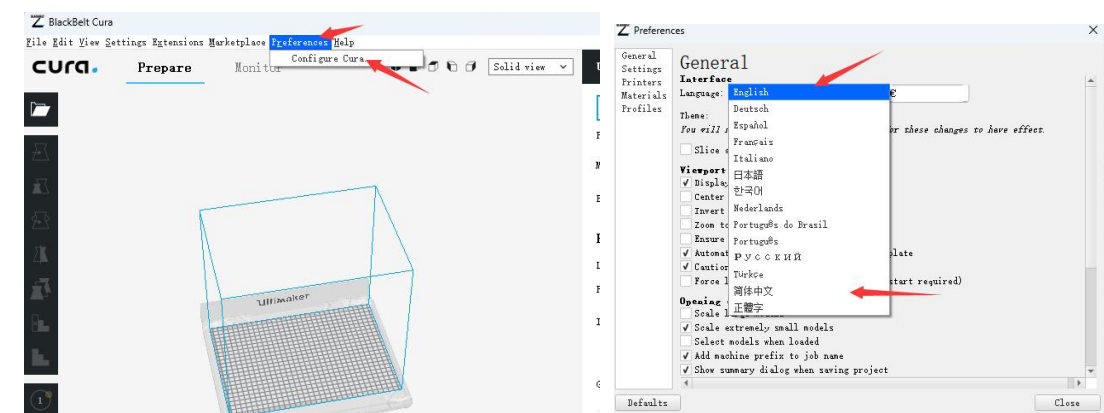 BlackBelt Cura
File Edit View Settings Extensions Marketplace Preferences Help
Configure Cura...
cura. Prepare Monitor Solid view
Ultimaker
1
Preferences
General
Settings
Printers
Materials
Profiles
General
Interface
Language: English
Deutsch
Español
Français
Italiano
日本語
한국어
Nederlands
Português do Brasil
Português
Русский
Türkçe
简体中文
正體字
€
Theme:
You will for these changes to have effect.
Slice
Viewport
Display
Center
Invert
Zoom to
Ensure
Automat plate
Caution
Force start required)
Opening
Scale
Scale extremely small models
Select models when loaded
Add machine prefix to job name
Show summary dialog when saving project
Defaults Close